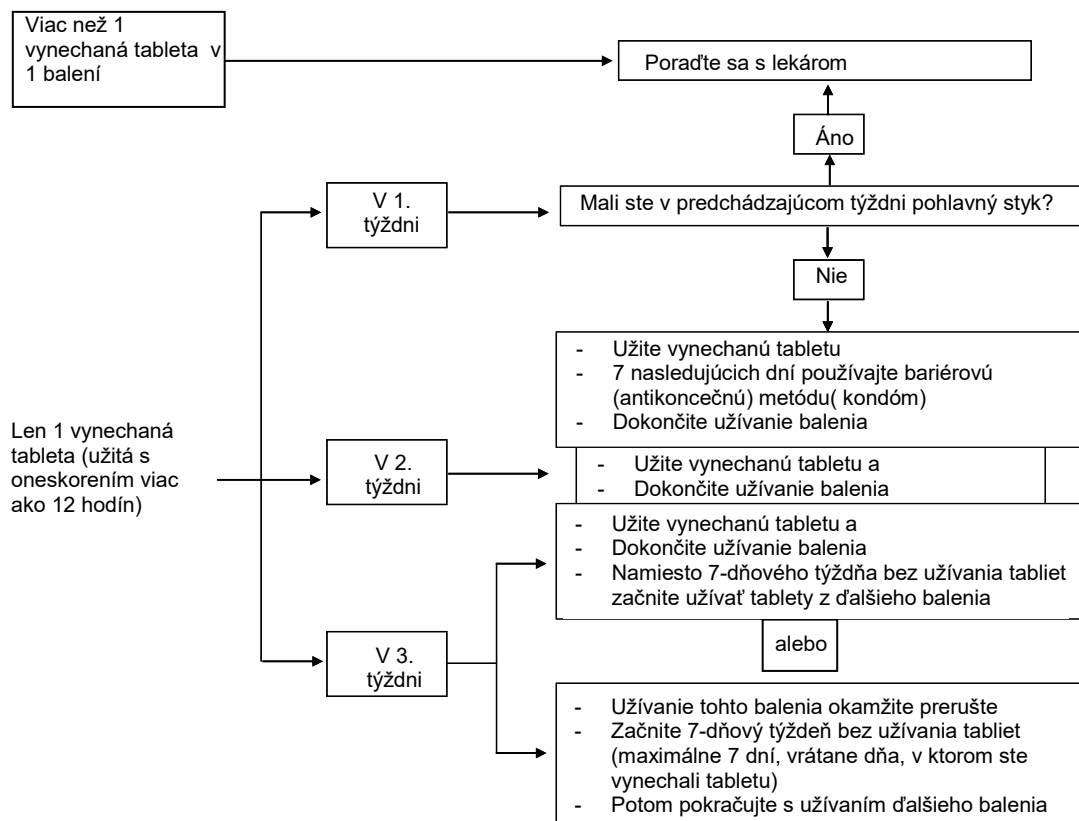 Viac než 1
vynechaná tableta v
1 balení
Poraďte sa s lekárom
Áno
V 1.
týždni
Mali ste v predchádzajúcom týždni pohlavný styk?
Nie
- Užite vynechanú tabletu
- 7 nasledujúcich dní používajte bariérovú
(antikoncečnú) metódu( kondóm)
- Dokončite užívanie balenia
Len 1 vynechaná
tableta (užitá s
oneskorením viac
ako 12 hodín)
V 2.
týždni
- Užite vynechanú tabletu a
- Dokončite užívanie balenia
- Užite vynechanú tabletu a
- Dokončite užívanie balenia
- Namiesto 7-dňového týždňa bez užívania tabliet
začnite užívať tablety z ďalšieho balenia
V 3.
týždni
alebo
- Užívanie tohto balenia okamžite prerušte
- Začnite 7-dňový týždeň bez užívania tabliet
(maximálne 7 dní, vrátane dňa, v ktorom ste
vynechali tabletu)
- Potom pokračujte s užívaním ďalšieho balenia